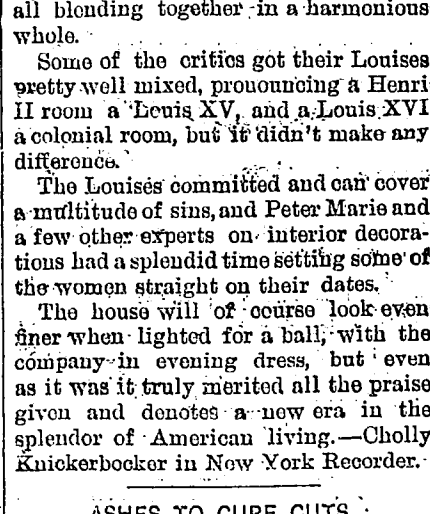 all blending together in a harmonious
whole.
Some of the critics got their Louises
pretty well mixed, pronouncing a Henri
II room a Louis XV, and a Louis XVI
a colonial room, but it didn't make any
difference.
The Louises committed and can cover
a multitude of sins, and Peter Marie and
a few other experts on interior decora-
tions had a splendid time setting some of
the women straight on their dates.
The house will of course look even
finer when lighted for a ball, with the
company in evening dress, but even
as it was it truly merited all the praise
given and denotes a new era in the
splendor of American living.—Cholly
Knickerbocker in New York Recorder.
ASHES TO CURE CUTS.